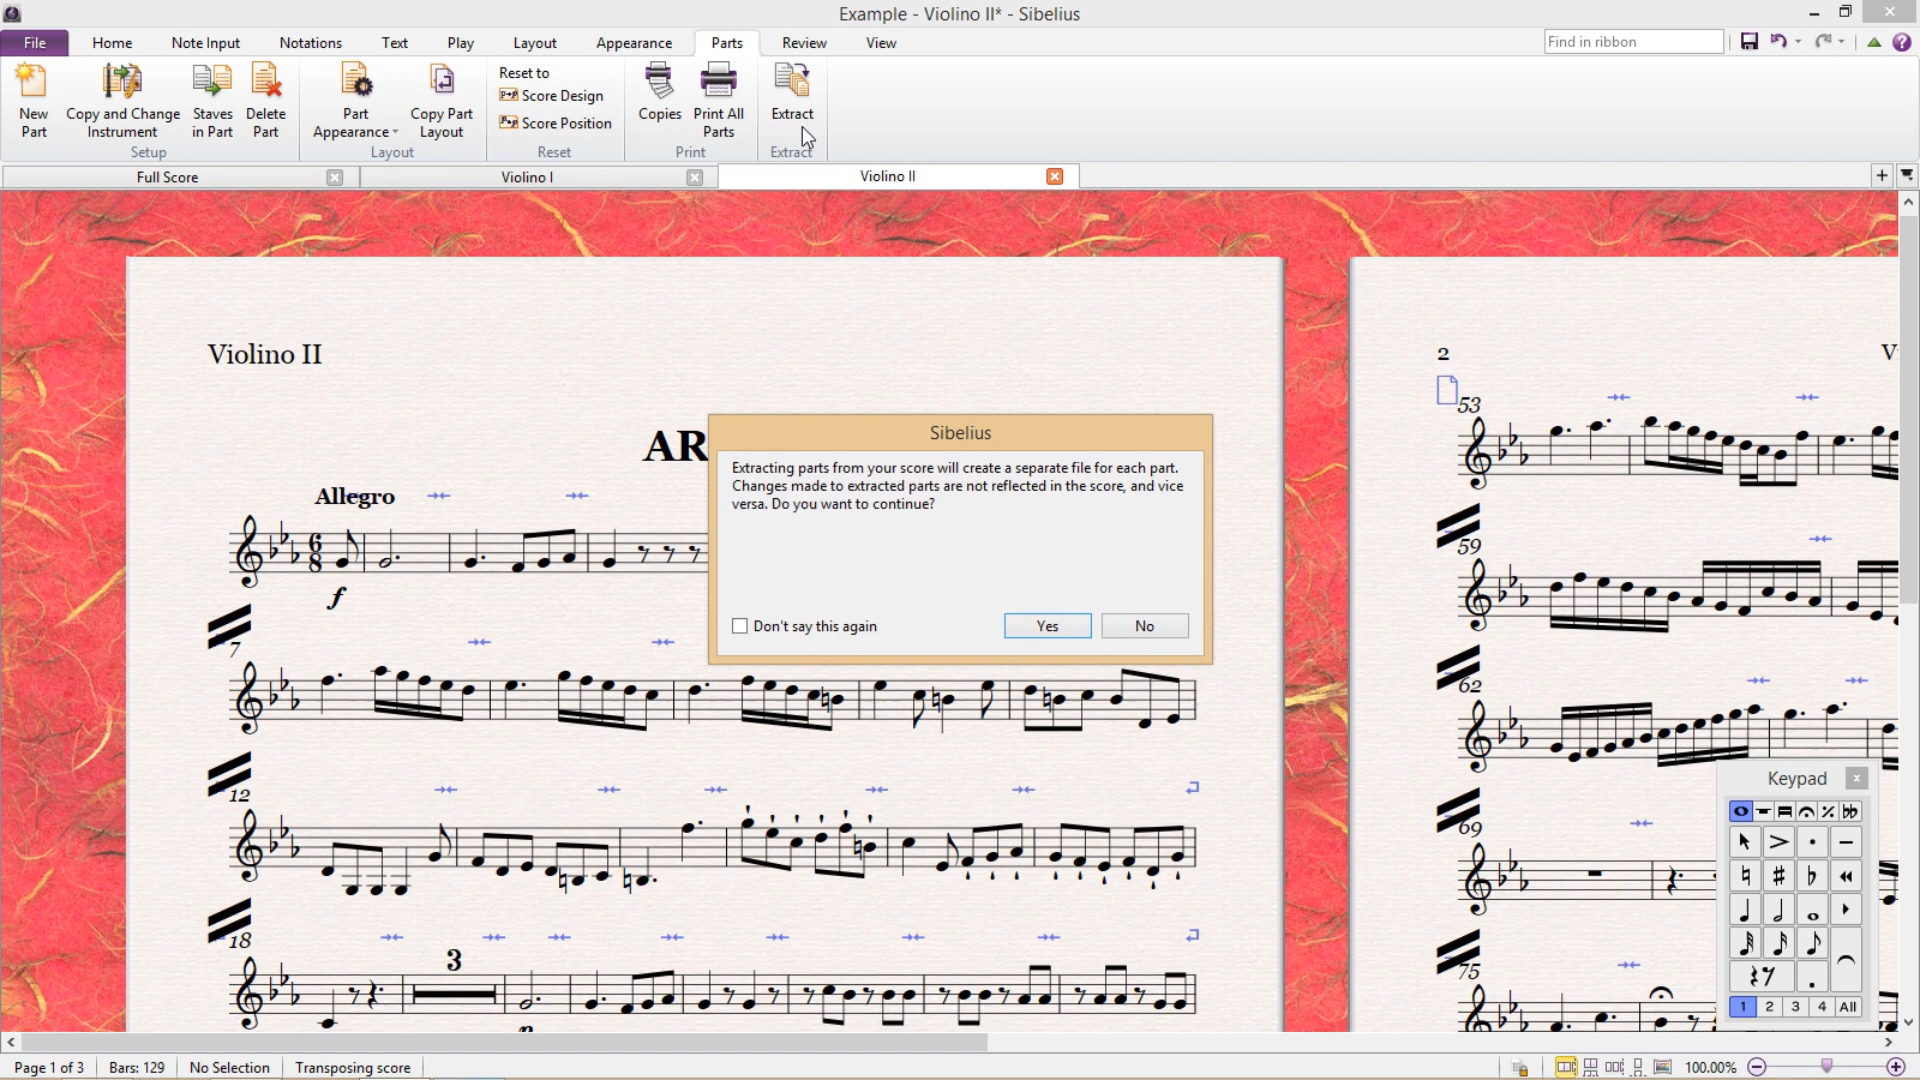 Example - Violino II* - Sibelius
File Home Note Input Notations Text Play Layout Appearance Parts Review View Find in ribbon
New Part
Copy and Change Instrument
Staves in Part
Delete Part
Setup
Part Appearance
Copy Part Layout
Layout
Reset to
Score Design
Score Position
Reset
Copies
Print All Parts
Print
Extract
Extract
Full Score Violino I Violino II
Violino II
AR
Allegro
6
8
f
7
12
18
3
p
2
V
53
59
62
69
75
Sibelius
Extracting parts from your score will create a separate file for each part.
Changes made to extracted parts are not reflected in the score, and vice
versa. Do you want to continue?
Don't say this again Yes No
Keypad x
1 2 3 4 All
Page 1 of 3 Bars: 129 No Selection Transposing score 100.00%